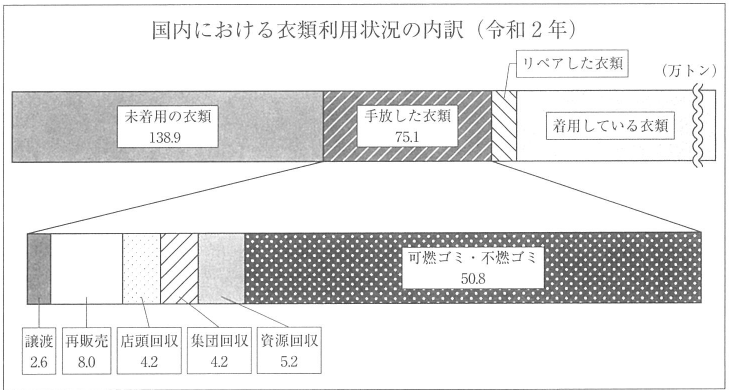 国内における衣類利用状況の内訳（令和２年）
リペアした衣類
（万トン）
未着用の衣類
138.9
手放した衣類
75.1
着用している衣類
可燃ゴミ・不燃ゴミ
50.8
譲渡
2.6
再販売
8.0
店頭回収
4.2
集団回収
4.2
資源回収
5.2